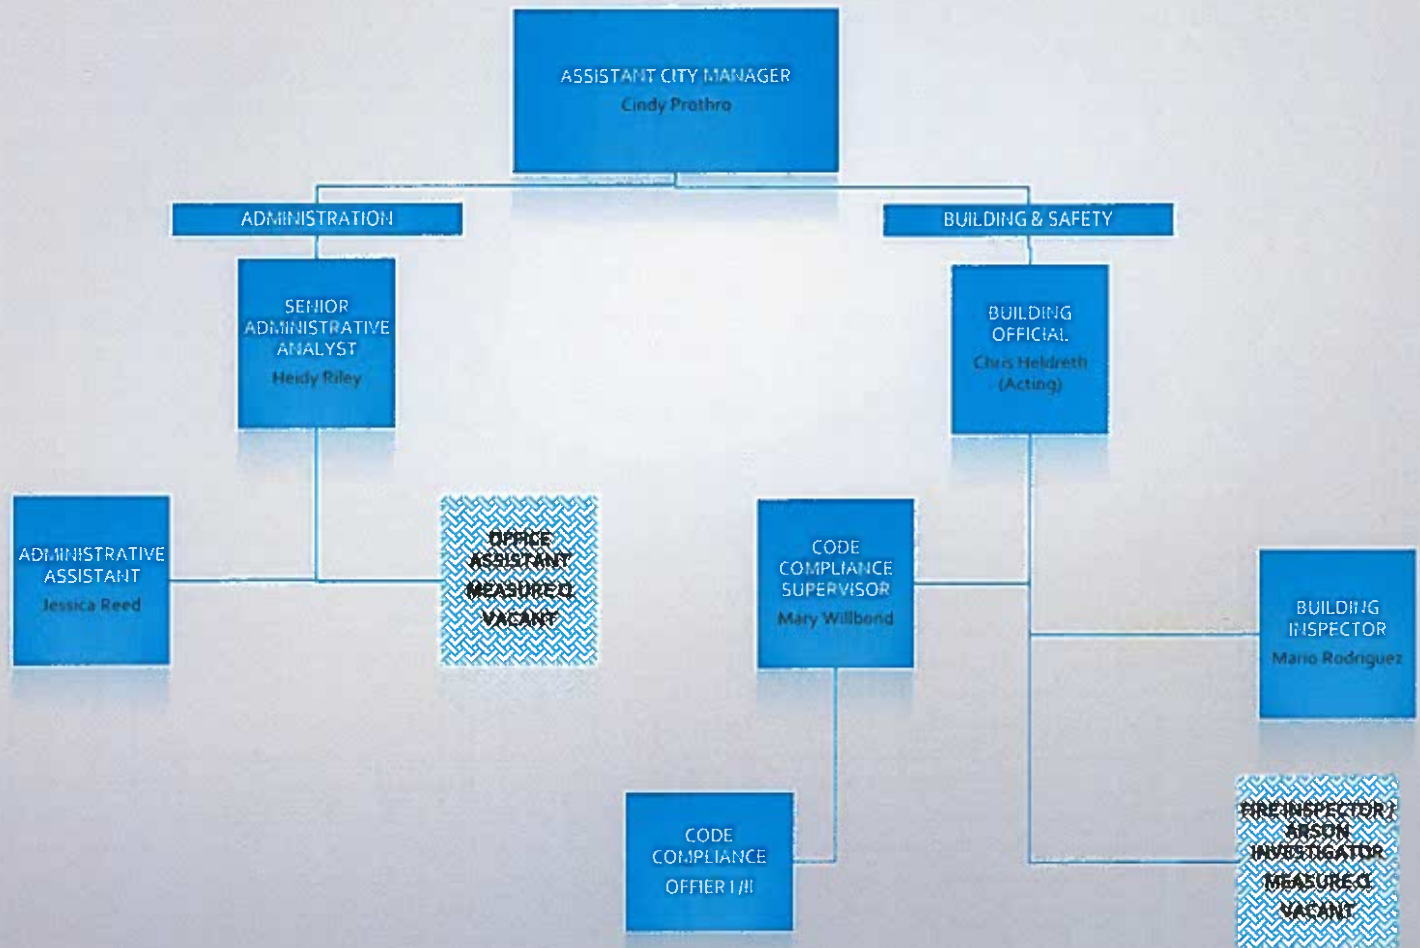 ASSISTANT CITY MANAGER
Cindy Prothro
ADMINISTRATION
BUILDING & SAFETY
SENIOR
ADMINISTRATIVE
ANALYST
Heidy Riley
BUILDING
OFFICIAL
Chris Heldreth
(Acting)
ADMINISTRATIVE
ASSISTANT
Jessica Reed
OFFICE
ASSISTANT
MEASURE Q
VACANT
CODE
COMPLIANCE
SUPERVISOR
Mary Willbond
BUILDING
INSPECTOR
Mario Rodriguez
CODE
COMPLIANCE
OFFIER I/II
FIRE INSPECTOR /
ARSON
INVESTIGATOR
MEASURE Q
VACANT